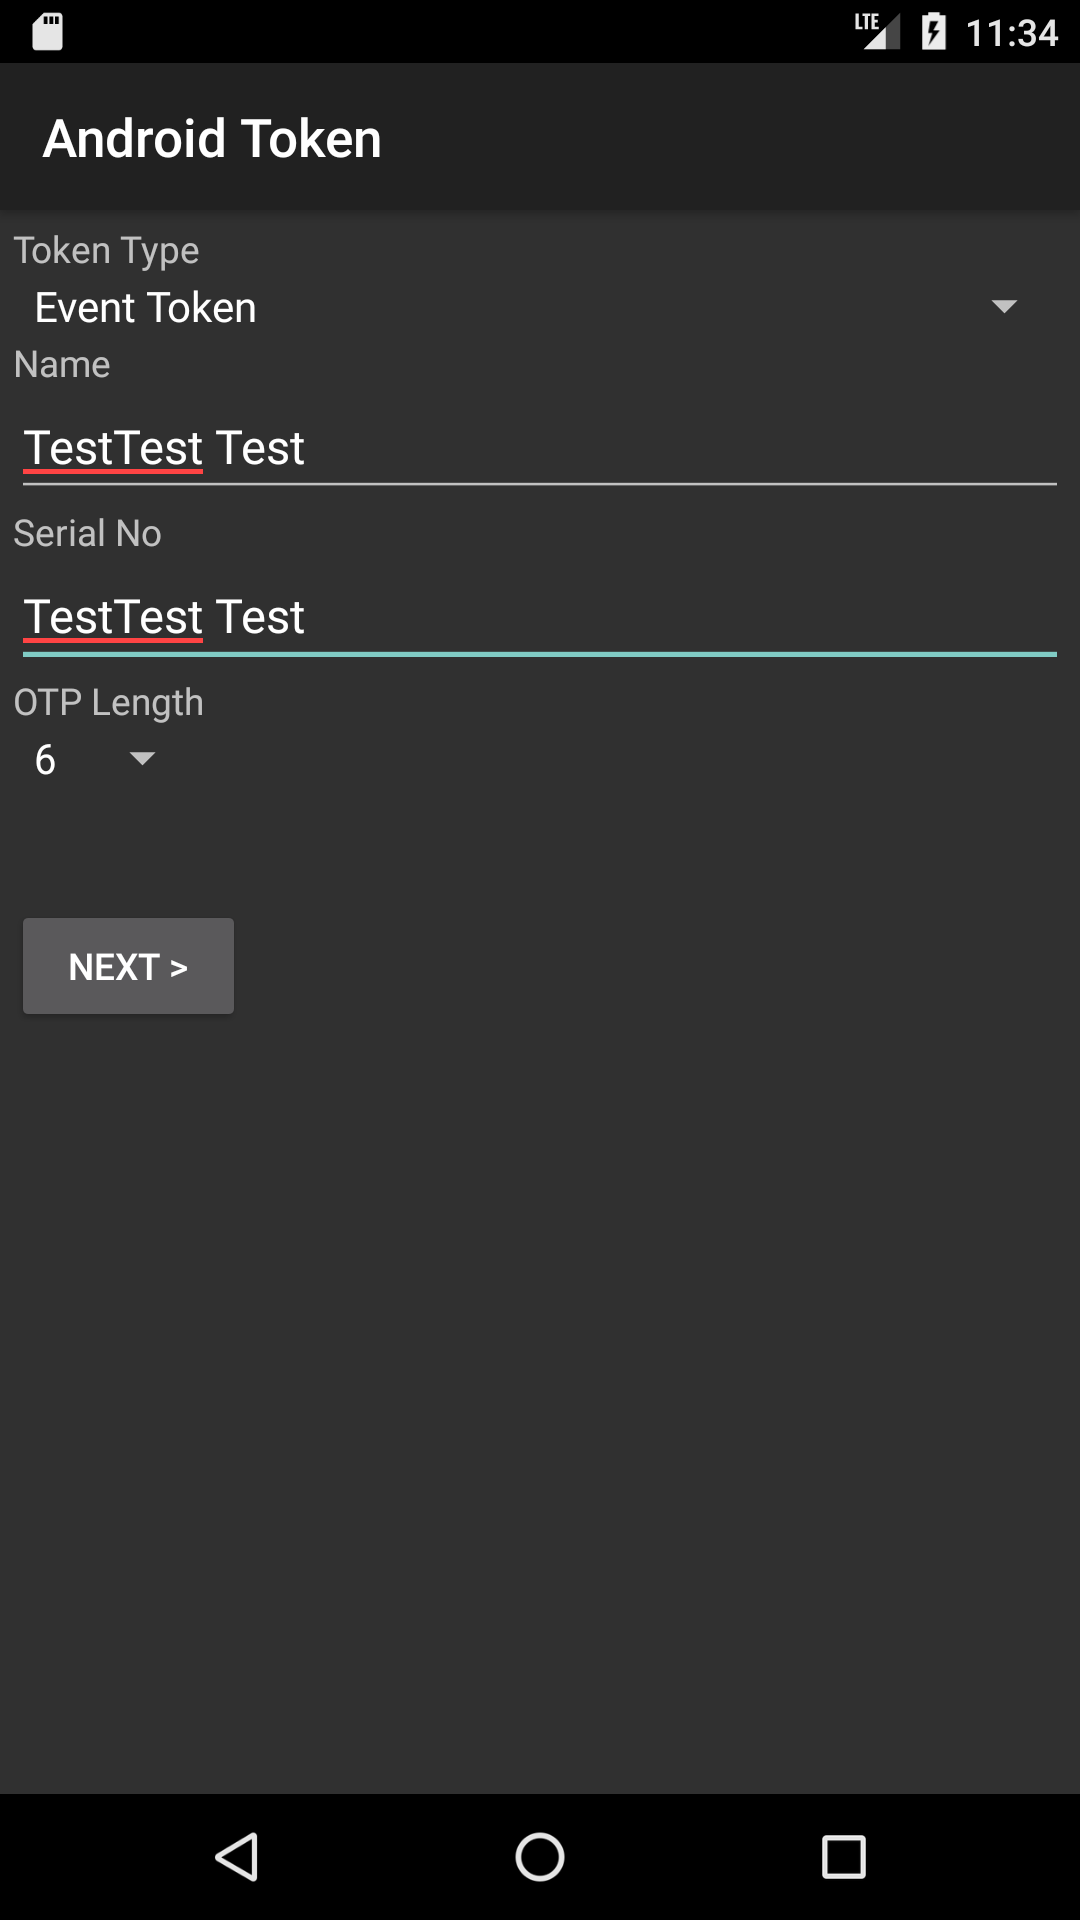 LTE 11:34
Android Token
Token Type
Event Token
Name
TestTest Test
Serial No
TestTest Test
OTP Length
6
NEXT >